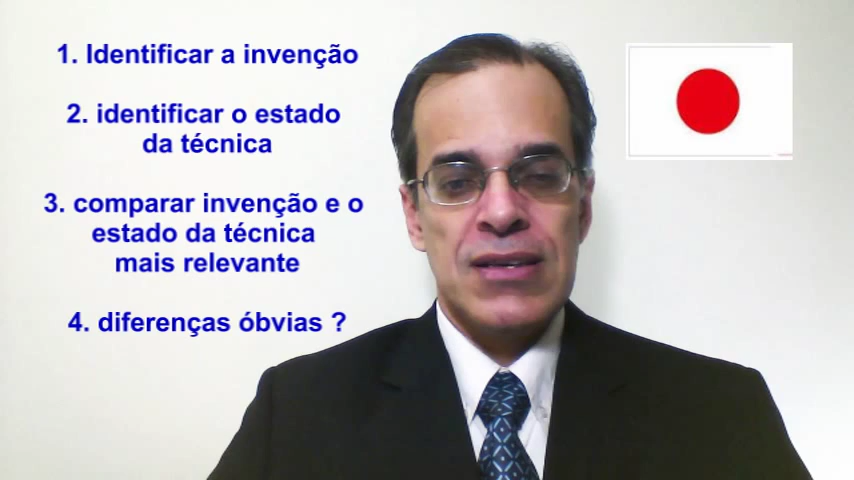 1. Identificar a invenção
2. identificar o estado
da técnica
3. comparar invenção e o
estado da técnica
mais relevante
4. diferenças óbvias ?